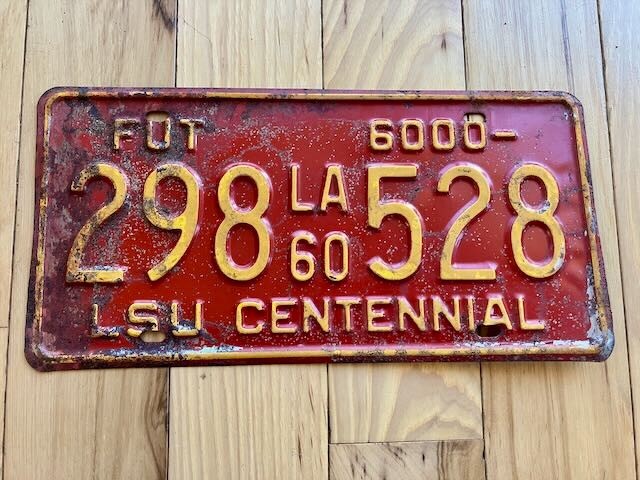 FOT 6000-
298 LA 60 528
LSU CENTENNIAL